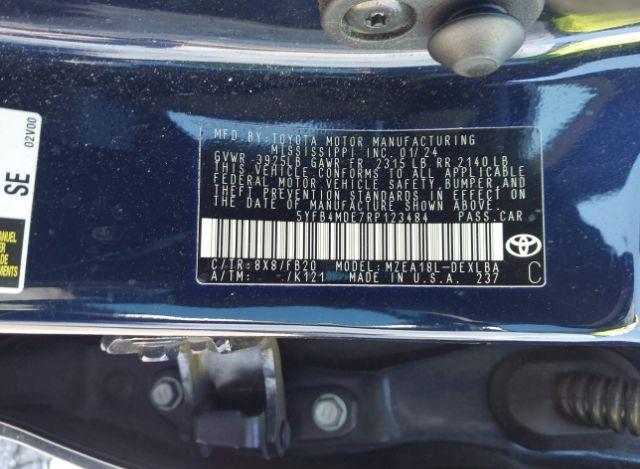 MFD.BY:TOYOTA MOTOR MANUFACTURING
MISSISSIPPI INC 01/24
GVWR 3925LB GAWR FR 2315 LB RR 2140 LB
THIS VEHICLE CONFORMS TO ALL APPLICABLE
FEDERAL MOTOR VEHICLE SAFETY, BUMPER, AND
THEFT PREVENTION STANDARDS IN EFFECT ON
THE DATE OF MANUFACTURE SHOWN ABOVE.
5YFB4MDE7RP123484 PASS.CAR
C/TR:8X8/FB20 MODEL:MZEA18L-DEXLBA
A/TM: -/K121 MADE IN U.S.A. 237
TOYOTA
C
SE
02V00